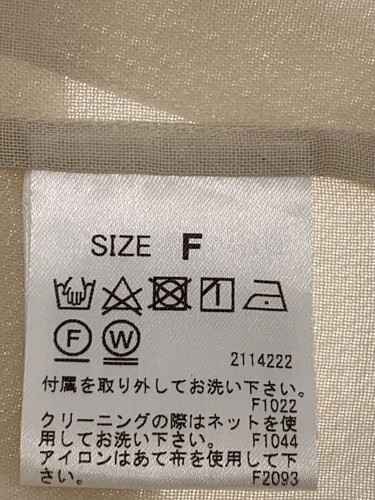 SIZE F
F W
2114222
付属を取り外してお洗い下さい。
F1022
クリーニングの際はネットを使
用してお洗い下さい。 F1044
アイロンはあて布を使用して下
さい。 F2093